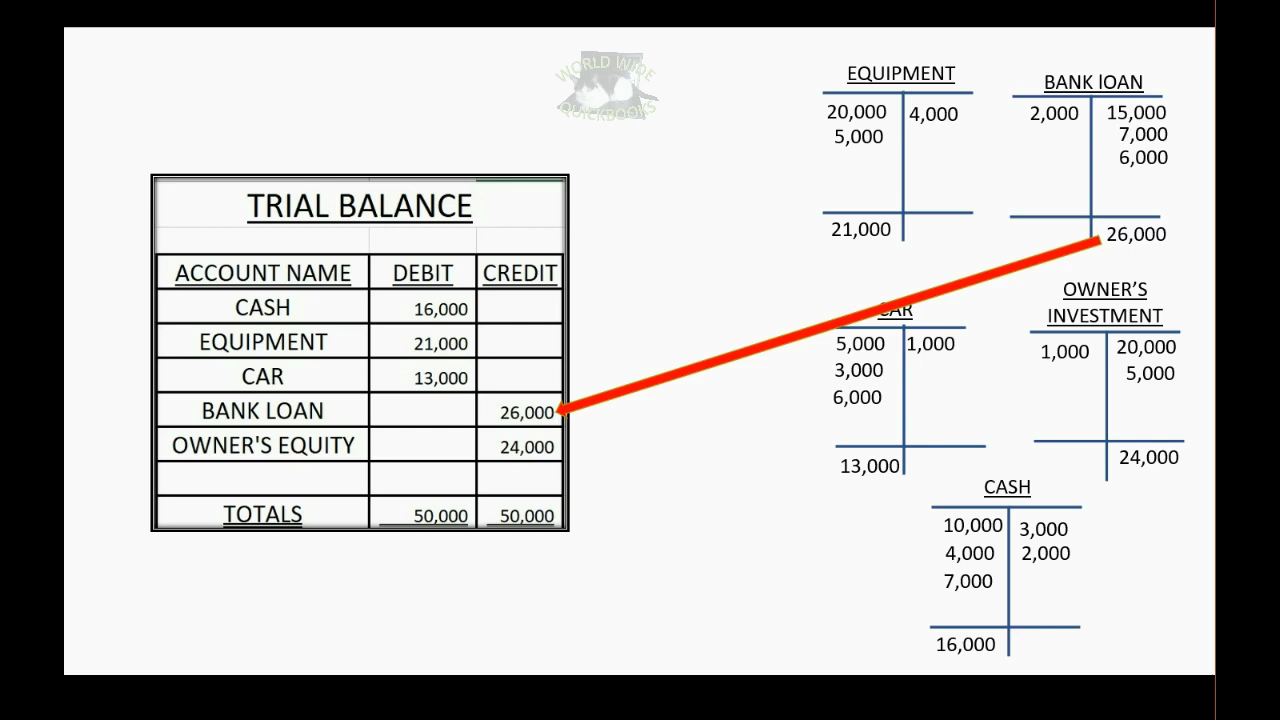 WORLD WIDE
QUICKBOOKS
TRIAL BALANCE
ACCOUNT NAME DEBIT CREDIT
CASH 16,000
EQUIPMENT 21,000
CAR 13,000
BANK LOAN 26,000
OWNER'S EQUITY 24,000
TOTALS 50,000 50,000
EQUIPMENT
20,000 4,000
5,000
21,000
BANK lOAN
2,000 15,000
7,000
6,000
26,000
CAR
5,000 1,000
3,000
6,000
13,000
OWNER’S
INVESTMENT
1,000 20,000
5,000
24,000
CASH
10,000 3,000
4,000 2,000
7,000
16,000